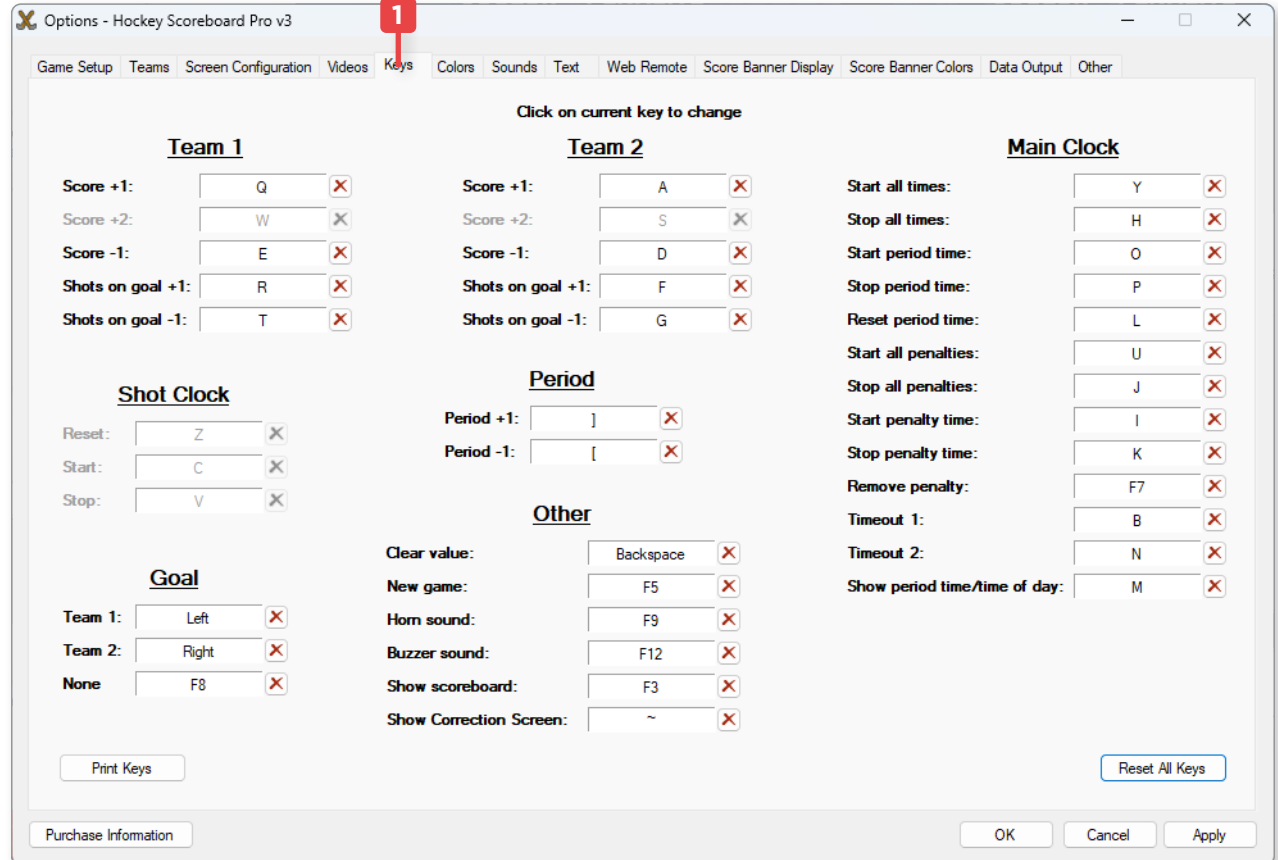 Options - Hockey Scoreboard Pro v3
1
Game Setup Teams Screen Configuration Videos Keys Colors Sounds Text Web Remote Score Banner Display Score Banner Colors Data Output Other
Click on current key to change
Team 1
Score +1: Q
Score +2: W
Score -1: E
Shots on goal +1: R
Shots on goal -1: T
Team 2
Score +1: A
Score +2: S
Score -1: D
Shots on goal +1: F
Shots on goal -1: G
Main Clock
Start all times: Y
Stop all times: H
Start period time: O
Stop period time: P
Reset period time: L
Start all penalties: U
Stop all penalties: J
Start penalty time: I
Stop penalty time: K
Remove penalty: F7
Timeout 1: B
Timeout 2: N
Show period time/time of day: M
Shot Clock
Reset: Z
Start: C
Stop: V
Period
Period +1: ]
Period -1: [
Goal
Team 1: Left
Team 2: Right
None F8
Other
Clear value: Backspace
New game: F5
Horn sound: F9
Buzzer sound: F12
Show scoreboard: F3
Show Correction Screen: ~
Print Keys
Reset All Keys
Purchase Information
OK Cancel Apply